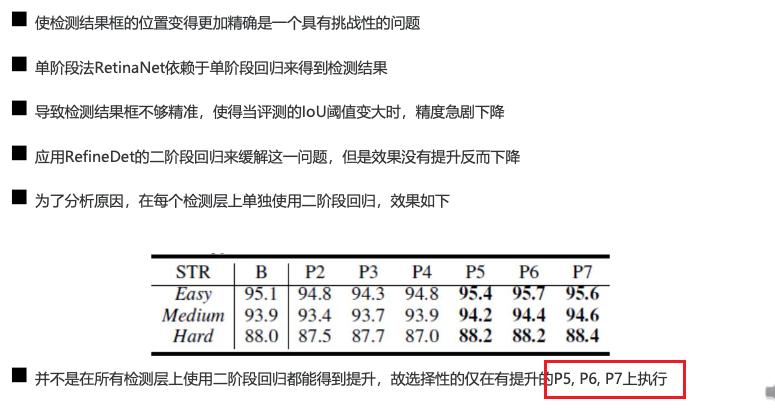 ■ 使检测结果框的位置变得更加精确是一个具有挑战性的问题
■ 单阶段法RetinaNet依赖于单阶段回归来得到检测结果
■ 导致检测结果框不够精准，使得当评测的IoU阈值变大时，精度急剧下降
■ 应用RefineDet的二阶段回归来缓解这一问题，但是效果没有提升反而下降
■ 为了分析原因，在每个检测层上单独使用二阶段回归，效果如下
STR B P2 P3 P4 P5 P6 P7
Easy 95.1 94.8 94.3 94.8 95.4 95.7 95.6
Medium 93.9 93.4 93.7 93.9 94.2 94.4 94.6
Hard 88.0 87.5 87.7 87.0 88.2 88.2 88.4
■ 并不是在所有检测层上使用二阶段回归都能得到提升，故选择性的仅在有提升的P5, P6, P7上执行